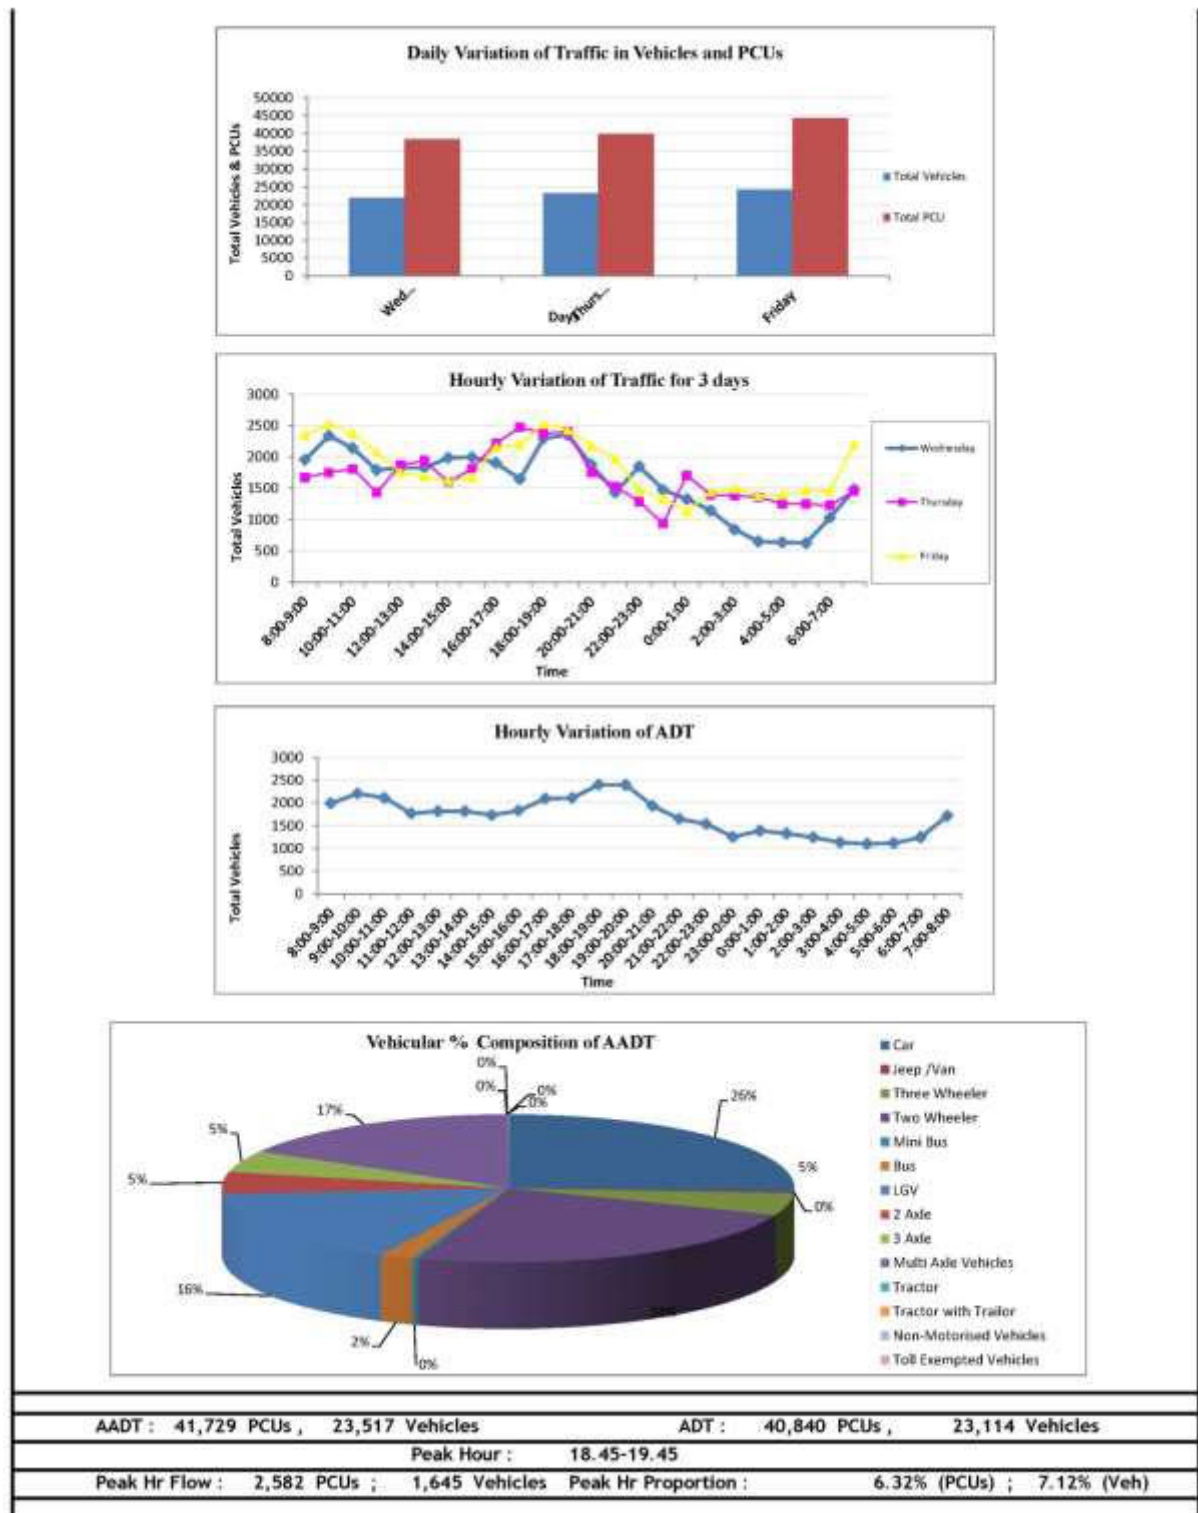 Daily Variation of Traffic in Vehicles and PCUs
50000
45000
40000
35000
30000
25000
20000
15000
10000
5000
0
Total Vehicles & PCUs
Wed...
Days
Thurs...
Friday
Total Vehicles
Total PCU
Hourly Variation of Traffic for 3 days
3000
2500
2000
1500
1000
500
0
Total Vehicles
8:00-9:00
10:00-11:00
12:00-13:00
14:00-15:00
16:00-17:00
18:00-19:00
20:00-21:00
22:00-23:00
0:00-1:00
2:00-3:00
4:00-5:00
6:00-7:00
Time
Wednesday
Thursday
Friday
Hourly Variation of ADT
3000
2500
2000
1500
1000
500
0
Total Vehicles
8:00-9:00
9:00-10:00
10:00-11:00
11:00-12:00
12:00-13:00
13:00-14:00
14:00-15:00
15:00-16:00
16:00-17:00
17:00-18:00
18:00-19:00
19:00-20:00
20:00-21:00
21:00-22:00
22:00-23:00
23:00-0:00
0:00-1:00
1:00-2:00
2:00-3:00
3:00-4:00
4:00-5:00
5:00-6:00
6:00-7:00
7:00-8:00
Time
Vehicular % Composition of AADT
0%
0%
0%
0%
26%
17%
5%
5%
5%
0%
16%
2%
0%
Car
Jeep /Van
Three Wheeler
Two Wheeler
Mini Bus
Bus
LGV
2 Axle
3 Axle
Multi Axle Vehicles
Tractor
Tractor with Trailor
Non-Motorised Vehicles
Toll Exempted Vehicles
AADT : 41,729 PCUs , 23,517 Vehicles ADT : 40,840 PCUs , 23,114 Vehicles
Peak Hour : 18.45-19.45
Peak Hr Flow : 2,582 PCUs ; 1,645 Vehicles Peak Hr Proportion : 6.32% (PCUs) ; 7.12% (Veh)